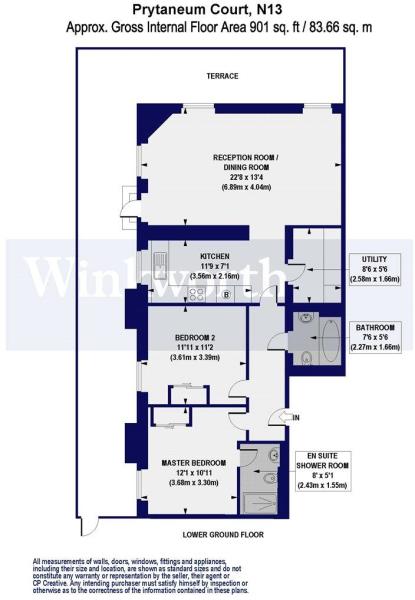 Prytaneum Court, N13
Approx. Gross Internal Floor Area 901 sq. ft / 83.66 sq. m
TERRACE
RECEPTION ROOM /
DINING ROOM
22'8 x 13'4
(6.89m x 4.04m)
KITCHEN
11'9 x 7'1
(3.56m x 2.16m)
B
UTILITY
8'6 x 5'6
(2.58m x 1.66m)
Winkworth
BATHROOM
7'6 x 5'6
(2.27m x 1.66m)
BEDROOM 2
11'11 x 11'2
(3.61m x 3.39m)
IN
MASTER BEDROOM
12'1 x 10'11
(3.68m x 3.30m)
EN SUITE
SHOWER ROOM
8' x 5'1
(2.43m x 1.55m)
LOWER GROUND FLOOR
All measurements of walls, doors, windows, fittings and appliances,
including their size and location, are shown as standard sizes and do not
constitute any warranty or representation by the seller, their agent or
CP Creative. Any intending purchaser must satisfy himself by inspection or
otherwise as to the correctness of the information contained in these plans.